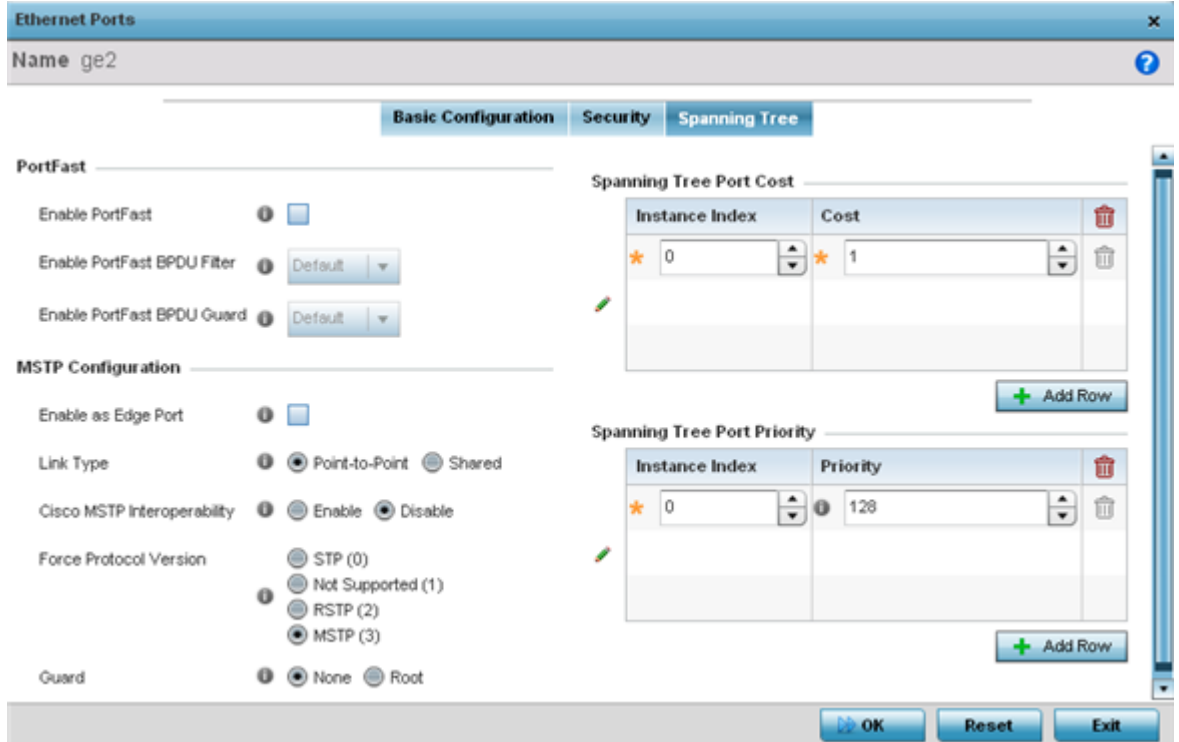 Ethernet Ports
Name ge2
Basic Configuration Security Spanning Tree
PortFast
Enable PortFast
Enable PortFast BPDU Filter Default
Enable PortFast BPDU Guard Default
MSTP Configuration
Enable as Edge Port
Link Type Point-to-Point Shared
Cisco MSTP Interoperability Enable Disable
Force Protocol Version STP (0)
Not Supported (1)
RSTP (2)
MSTP (3)
Guard None Root
Spanning Tree Port Cost
Instance Index Cost
0 1
Add Row
Spanning Tree Port Priority
Instance Index Priority
0 128
Add Row
OK Reset Exit